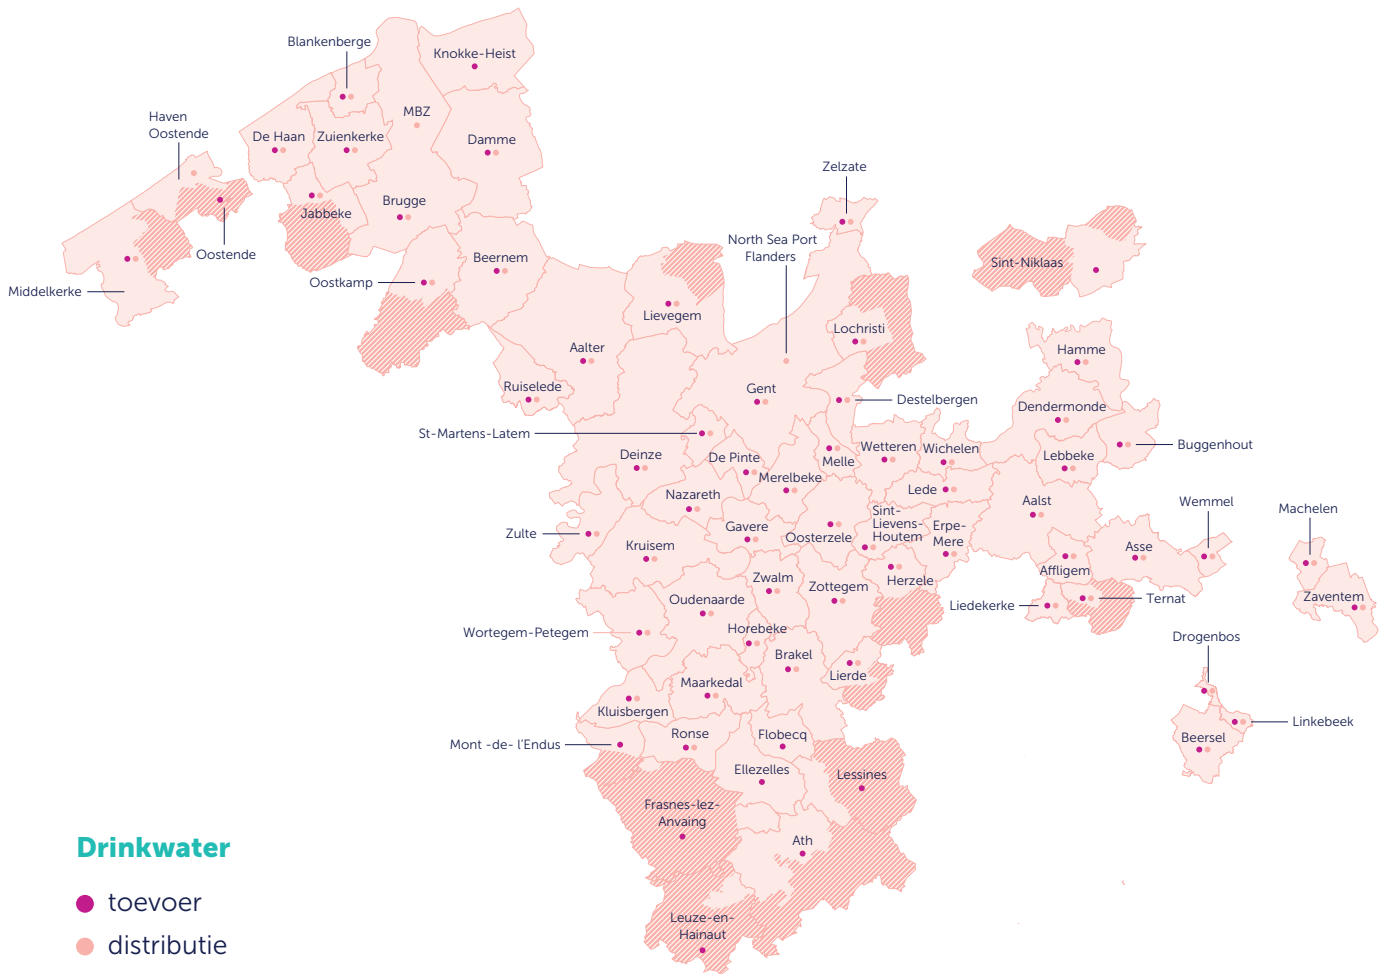 Blankenberge
Knokke-Heist
Haven
Oostende
MBZ
De Haan
Zuienkerke
Damme
Zelzate
Jabbeke
Brugge
North Sea Port
Flanders
Oostende
Beernem
Sint-Niklaas
Oostkamp
Middelkerke
Lievegem
Lochristi
Aalter
Hamme
Ruiselede
Gent
Destelbergen
Dendermonde
St-Martens-Latem
Deinze
De Pinte
Melle
Wetteren
Wichelen
Lebbeke
Buggenhout
Merelbeke
Nazareth
Lede
Aalst
Wemmel
Machelen
Zulte
Kruisem
Gavere
Oosterzele
Sint-
Lievens-
Houtem
Erpe-
Mere
Asse
Affligem
Zwalm
Zottegem
Herzele
Oudenaarde
Liedekerke
Ternat
Zaventem
Wortegem-Petegem
Horebeke
Drogenbos
Brakel
Lierde
Maarkedal
Kluisbergen
Linkebeek
Mont -de- l'Endus
Ronse
Flobecq
Beersel
Ellezelles
Lessines
Frasnes-lez-
Anvaing
Ath
Leuze-en-
Hainaut
Drinkwater
toevoer
distributie